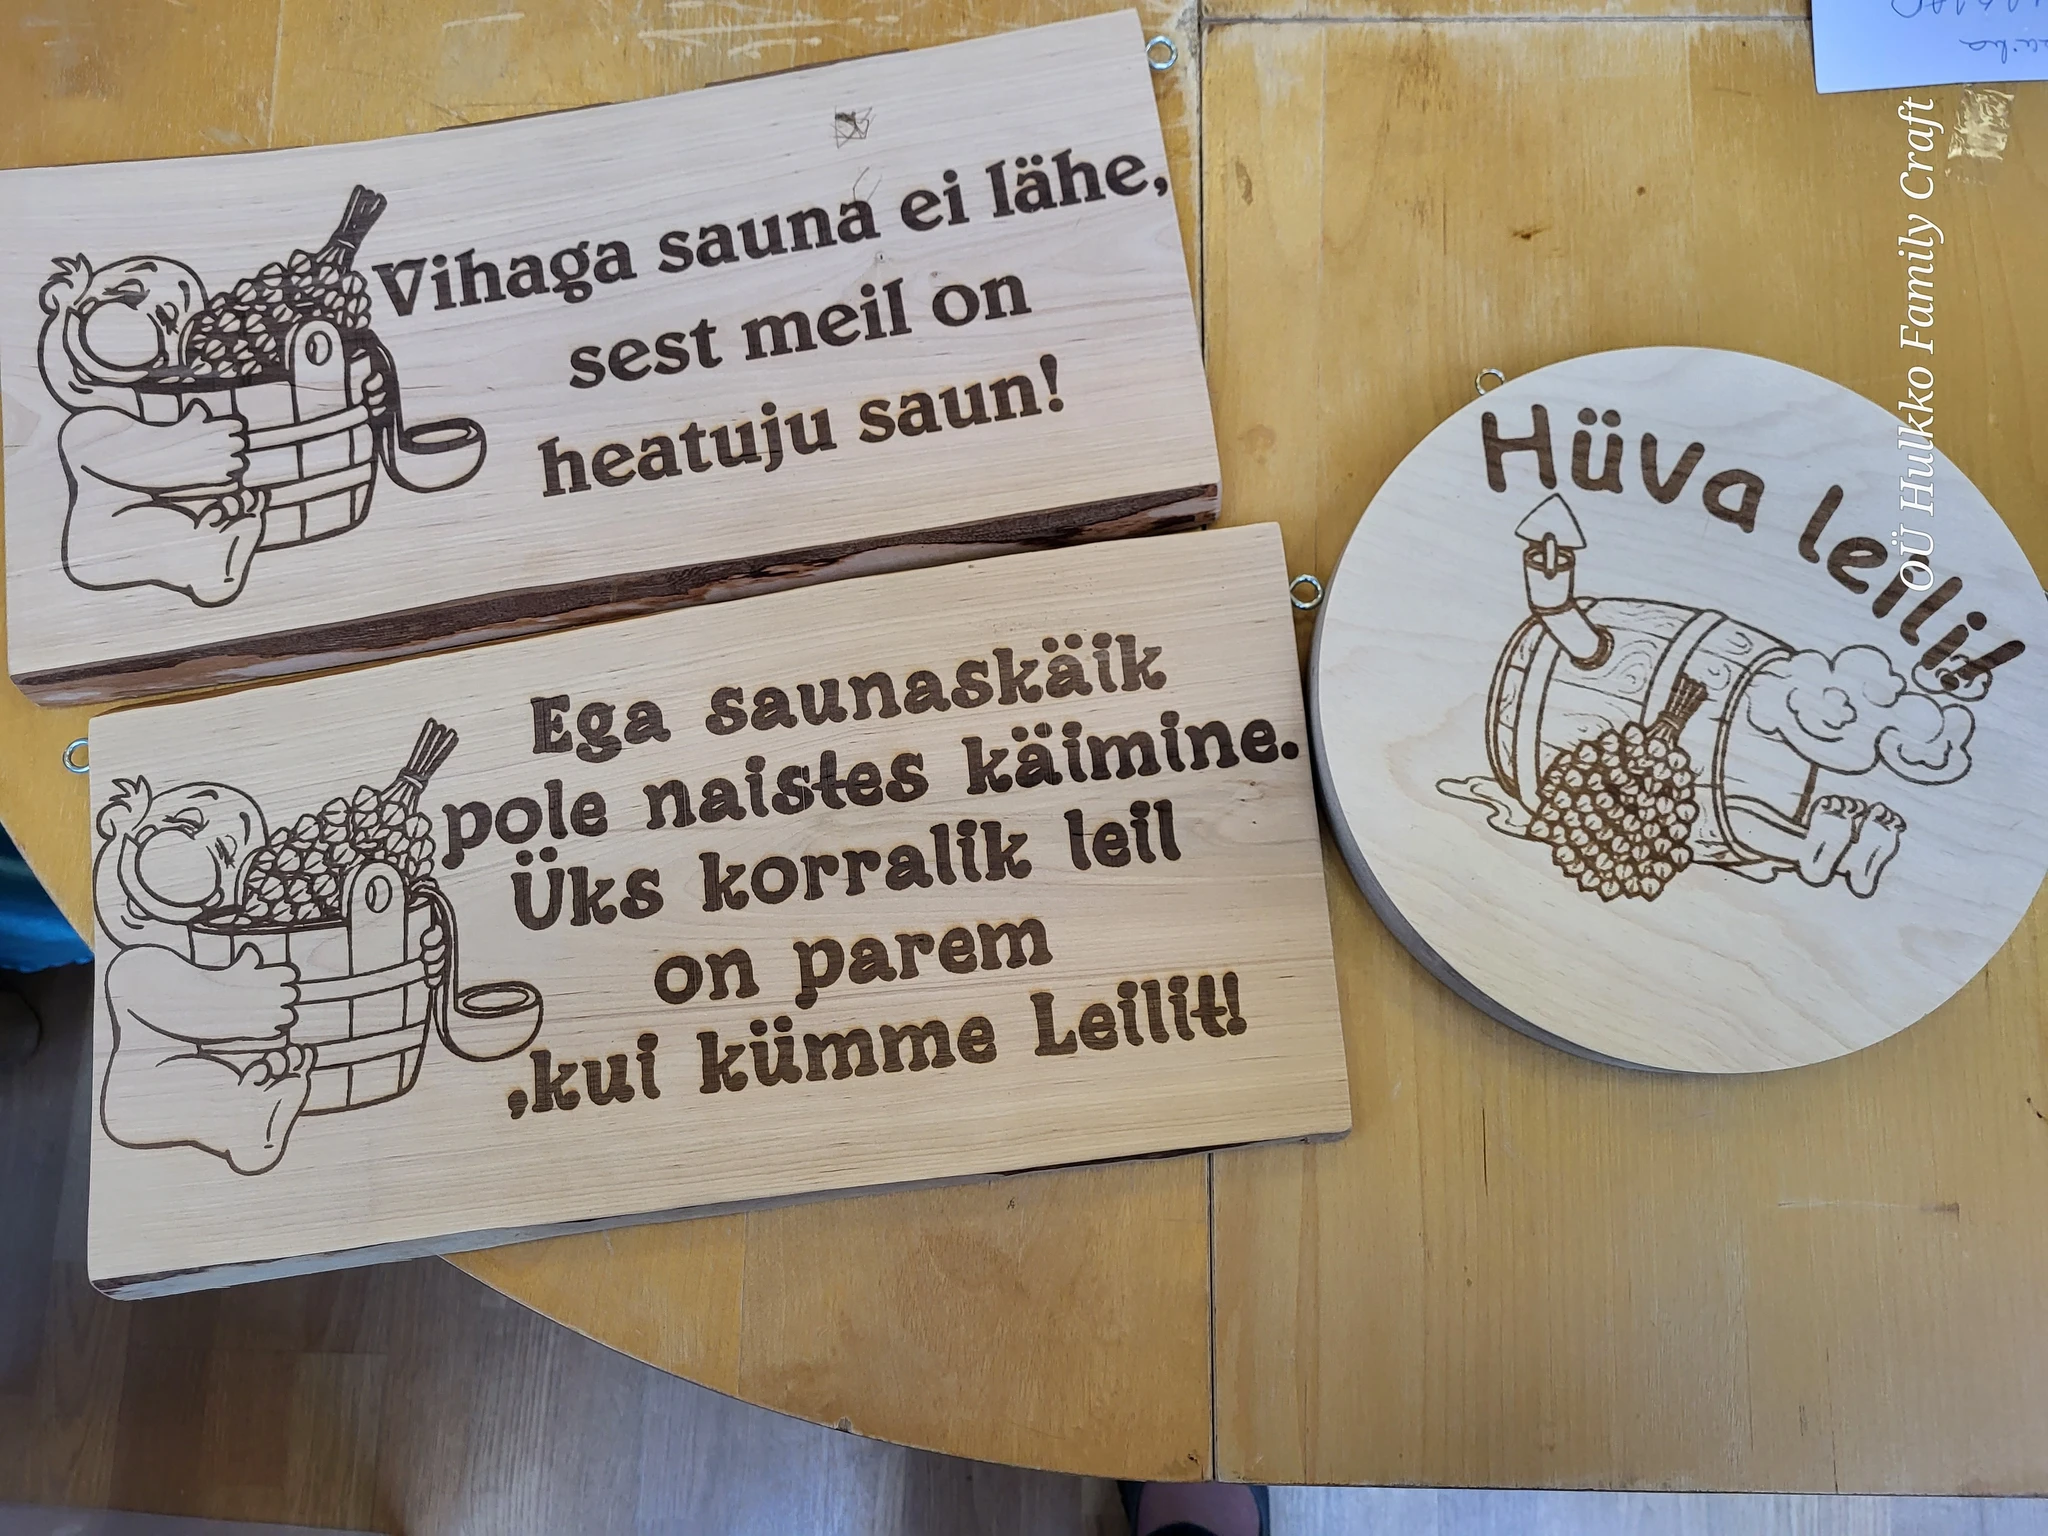 Vihaga sauna ei lähe,
sest meil on
heatuju saun!
Ega saunaskäik
pole naistes käimine.
Üks korralik leil
on parem
,kui kümme Leilit!
Hüva leili!
OÜ Hulkko Family Craft